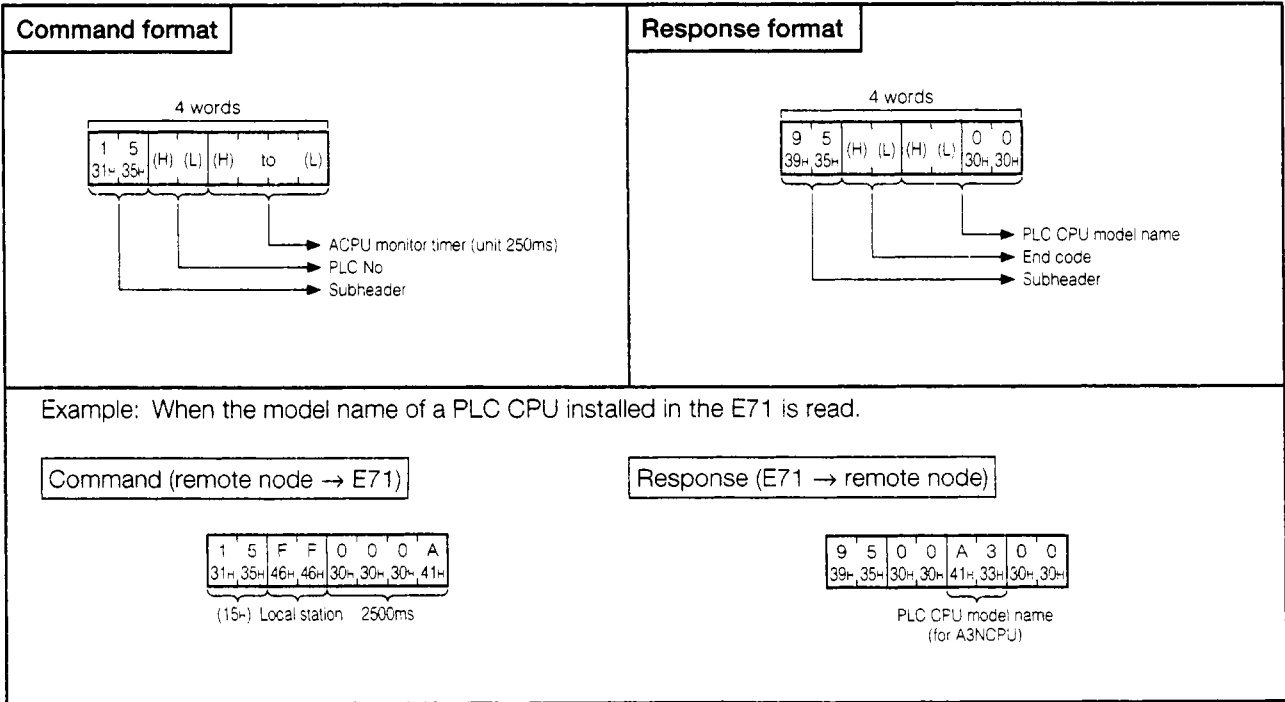 Command format
4 words
1 5 (H) (L) (H) to (L)
31H 35H
ACPU monitor timer (unit 250ms)
PLC No
Subheader
Response format
4 words
9 5 (H) (L) (H) (L) 0 0
39H 35H 30H 30H
PLC CPU model name
End code
Subheader
Example: When the model name of a PLC CPU installed in the E71 is read.
Command (remote node → E71)
1 5 F F 0 0 0 A
31H 35H 46H 46H 30H 30H 30H 41H
(15H) Local station 2500ms
Response (E71 → remote node)
9 5 0 0 A 3 0 0
39H 35H 30H 30H 41H 33H 30H 30H
PLC CPU model name
(for A3NCPU)